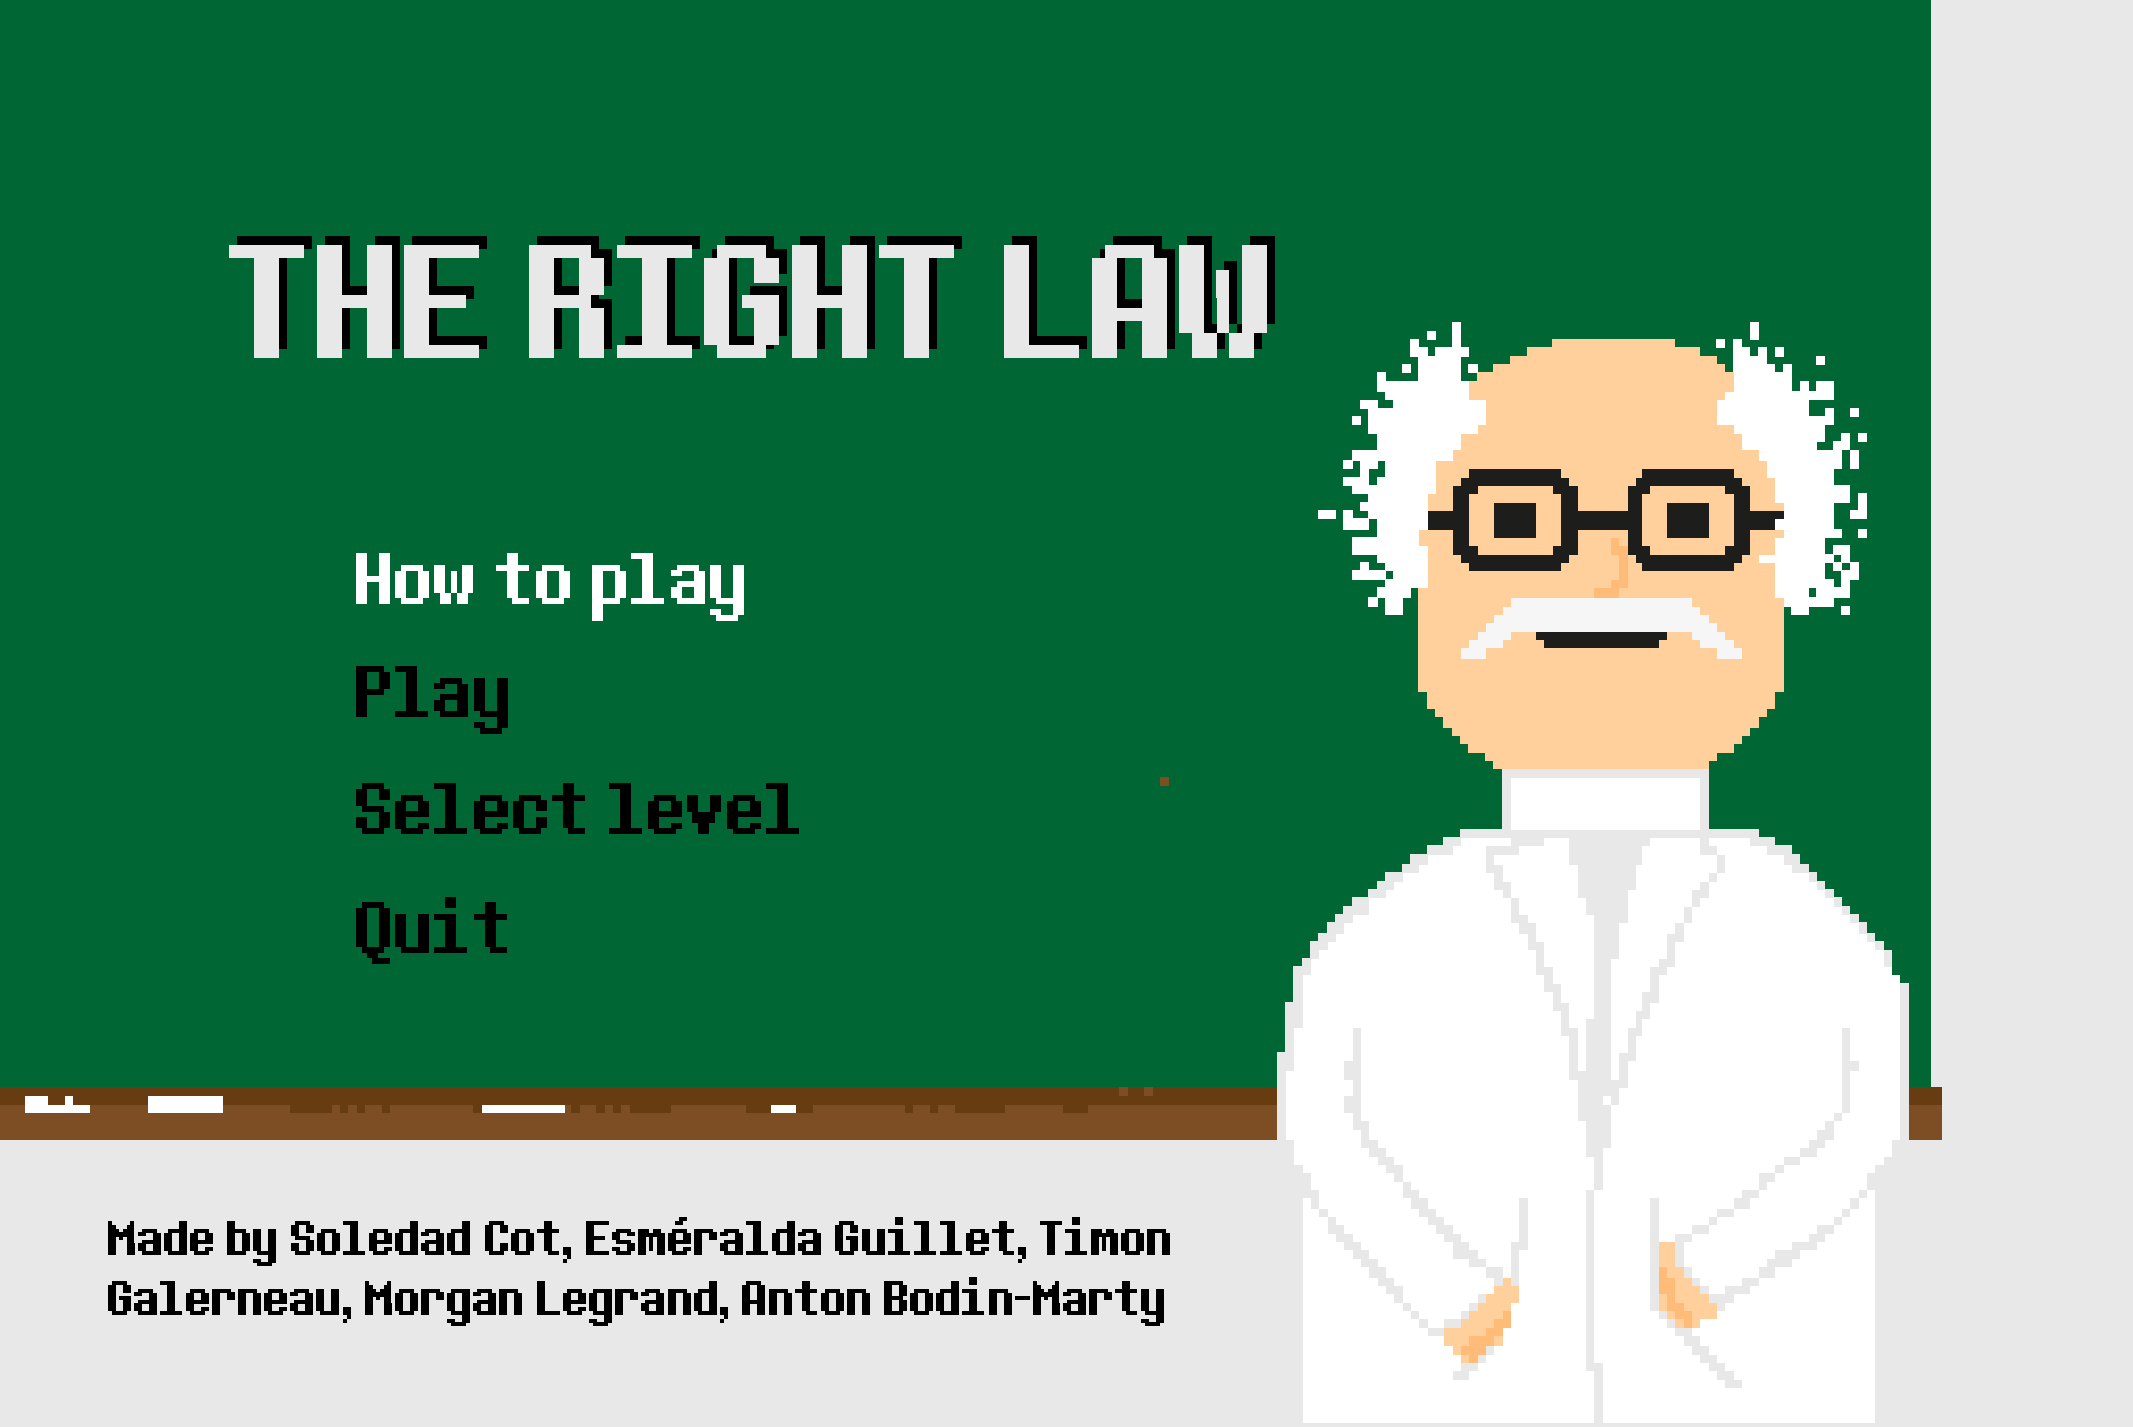 THE RIGHT LAW
How to play
Play
Select level
Quit
Made by Soledad Cot, Esméralda Guillet, Timon
Galerneau, Morgan Legrand, Anton Bodin-Marty